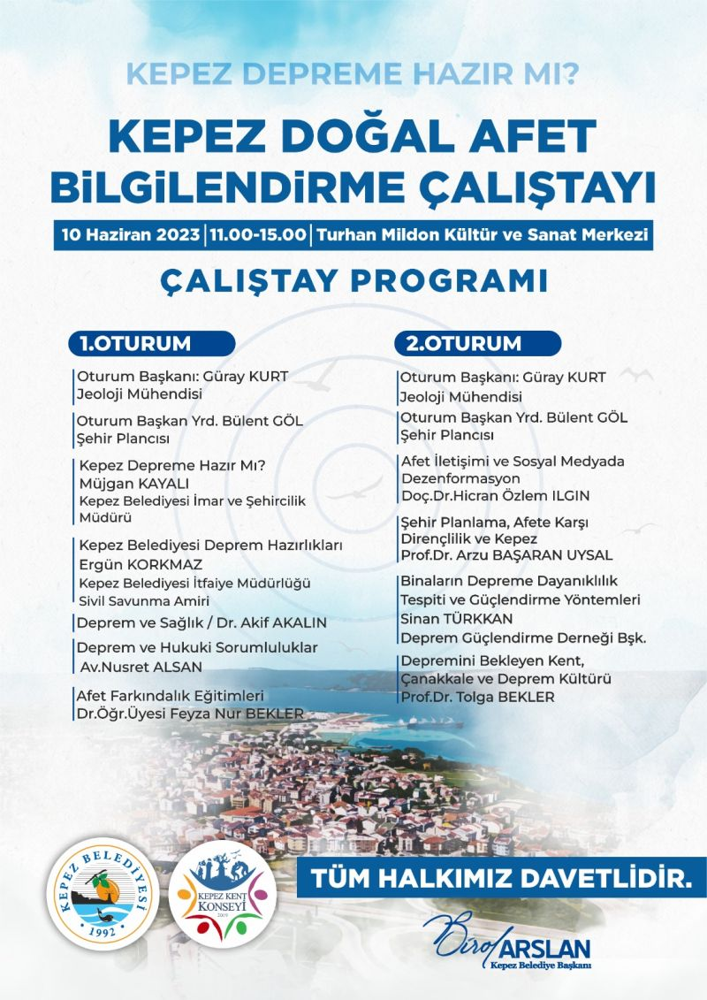 KEPEZ DEPREME HAZIR MI?
KEPEZ DOĞAL AFET
BİLGİLENDİRME ÇALIŞTAYI
10 Haziran 2023|11.00-15.00|Turhan Mildon Kültür ve Sanat Merkezi
ÇALIŞTAY PROGRAMI
1.OTURUM
Oturum Başkanı: Güray KURT
Jeoloji Mühendisi
Oturum Başkan Yrd. Bülent GÖL
Şehir Plancısı
Kepez Depreme Hazır Mı?
Müjgan KAYALI
Kepez Belediyesi İmar ve Şehircilik
Müdürü
Kepez Belediyesi Deprem Hazırlıkları
Ergün KORKMAZ
Kepez Belediyesi İtfaiye Müdürlüğü
Sivil Savunma Amiri
Deprem ve Sağlık / Dr. Akif AKALIN
Deprem ve Hukuki Sorumluluklar
Av.Nusret ALSAN
Afet Farkındalık Eğitimleri
Dr.Öğr.Üyesi Feyza Nur BEKLER
2.OTURUM
Oturum Başkanı: Güray KURT
Jeoloji Mühendisi
Oturum Başkan Yrd. Bülent GÖL
Şehir Plancısı
Afet İletişimi ve Sosyal Medyada
Dezenformasyon
Doç.Dr.Hicran Özlem ILGIN
Şehir Planlama, Afete Karşı
Dirençlilik ve Kepez
Prof.Dr. Arzu BAŞARAN UYSAL
Binaların Depreme Dayanıklılık
Tespiti ve Güçlendirme Yöntemleri
Sinan TÜRKKAN
Deprem Güçlendirme Derneği Bşk.
Depremini Bekleyen Kent,
Çanakkale ve Deprem Kültürü
Prof.Dr. Tolga BEKLER
KEPEZ BELEDİYESİ
• 1992 •
KEPEZ KENT
KONSEYİ
2019
TÜM HALKIMIZ DAVETLİDİR.
Birol ARSLAN
Kepez Belediye Başkanı